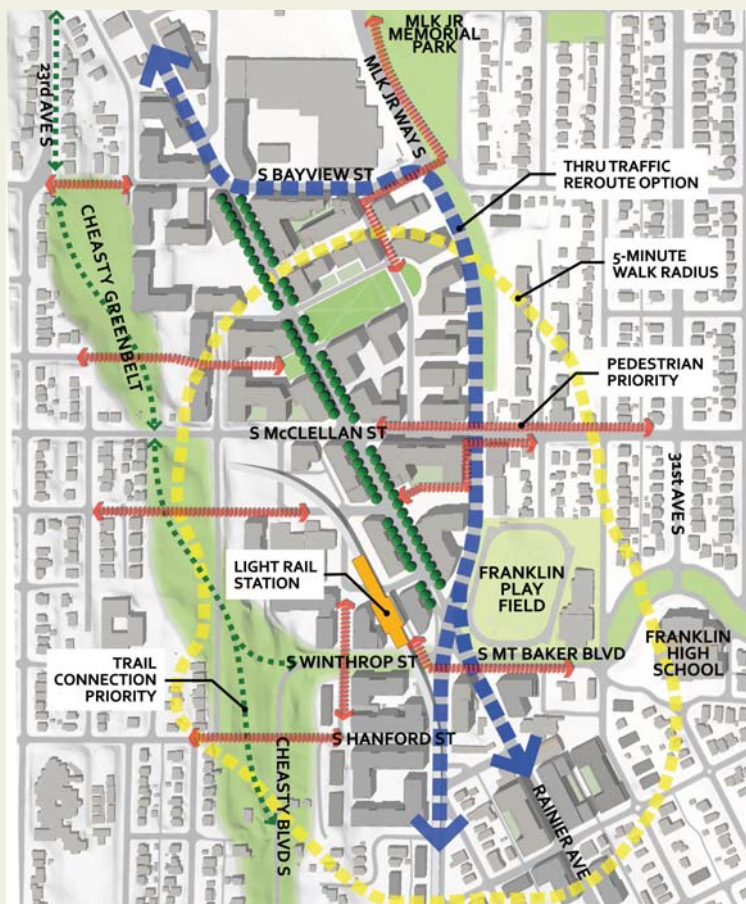 MLK JR
MEMORIAL
PARK
23rd AVE S
MLK JR WAY S
S BAYVIEW ST
THRU TRAFFIC
REROUTE OPTION
CHEASTY GREENBELT
5-MINUTE
WALK RADIUS
PEDESTRIAN
PRIORITY
S McCLELLAN ST
31st AVE S
LIGHT RAIL
STATION
FRANKLIN
PLAY
FIELD
FRANKLIN
HIGH
SCHOOL
S WINTHROP ST
S MT BAKER BLVD
TRAIL
CONNECTION
PRIORITY
S HANFORD ST
CHEASTY BLVD S
RAINIER AVE